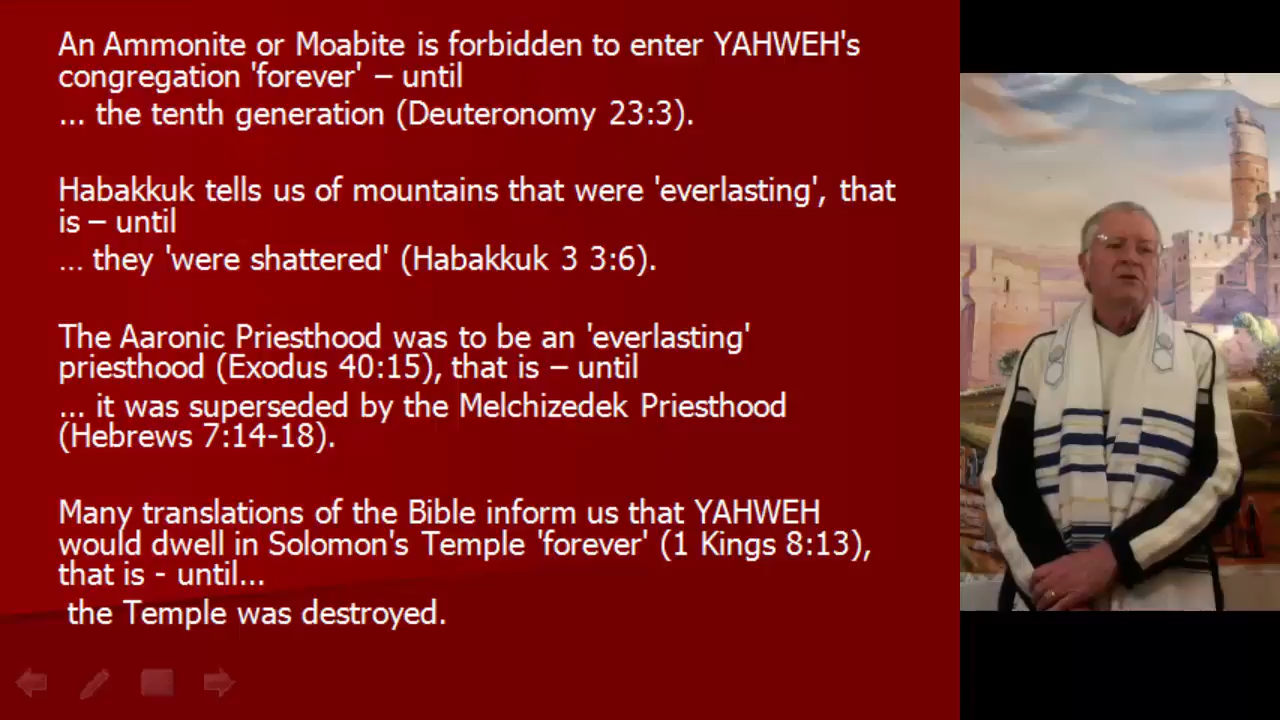 An Ammonite or Moabite is forbidden to enter YAHWEH's
congregation 'forever' – until
... the tenth generation (Deuteronomy 23:3).
Habakkuk tells us of mountains that were 'everlasting', that
is – until
... they 'were shattered' (Habakkuk 3 3:6).
The Aaronic Priesthood was to be an 'everlasting'
priesthood (Exodus 40:15), that is – until
... it was superseded by the Melchizedek Priesthood
(Hebrews 7:14-18).
Many translations of the Bible inform us that YAHWEH
would dwell in Solomon's Temple 'forever' (1 Kings 8:13),
that is - until...
the Temple was destroyed.